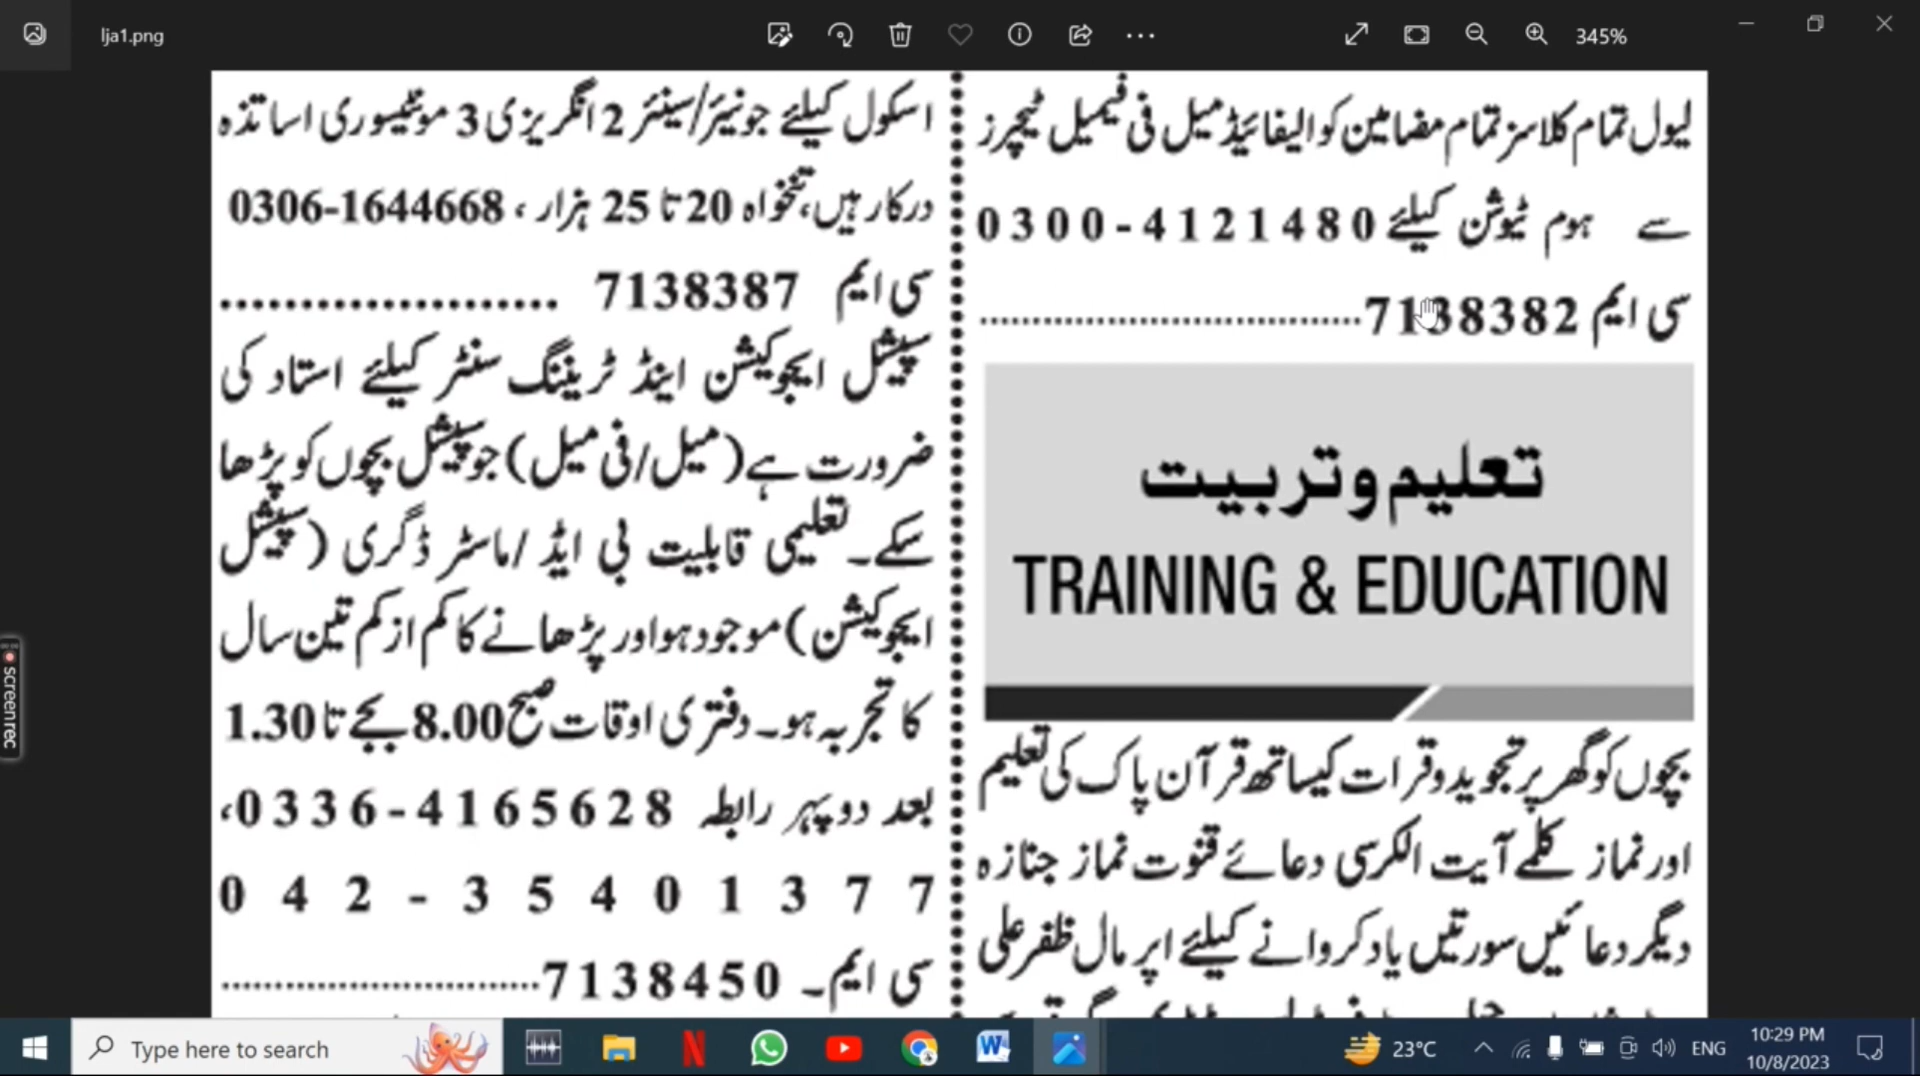 lja1.png
345%
لیول تمام کلاسز تمام مضامین کوالیفائیڈ میل فی فیمیل ٹیچرز
سے ہوم ٹیوشن کیلئے 0300-4121480
سی ایم 7138382
تعلیم و تربیت
TRAINING & EDUCATION
بچوں کو گھر پر تجوید و قرات کیساتھ قرآن پاک کی تعلیم
اور نماز کلمے آیت الکرسی دعائے قنوت نماز جنازہ
دیگر دعائیں سورتیں یاد کروانے کیلئے اپر مال ظفر علی
اسکول کیلئے جونیئر/سینئر 2 انگریزی 3 مونٹیسوری اساتذہ
درکار ہیں، تنخواہ 20 تا 25 ہزار، 0306-1644668
سی ایم 7138387
سپیشل ایجوکیشن اینڈ ٹریننگ سنٹر کیلئے استاد کی
ضرورت ہے (میل/فی میل) جو سپیشل بچوں کو پڑھا
سکے۔ تعلیمی قابلیت بی ایڈ /ماسٹر ڈگری (سپیشل
ایجوکیشن) موجود ہو اور پڑھانے کا کم از کم تین سال
کا تجربہ ہو۔ دفتری اوقات صبح 8.00 بجے تا 1.30
بعد دوپہر رابطہ 0336-4165628،
042-35401377
سی ایم۔ 7138450
screenrec
Type here to search
23°C
ENG
10:29 PM
10/8/2023